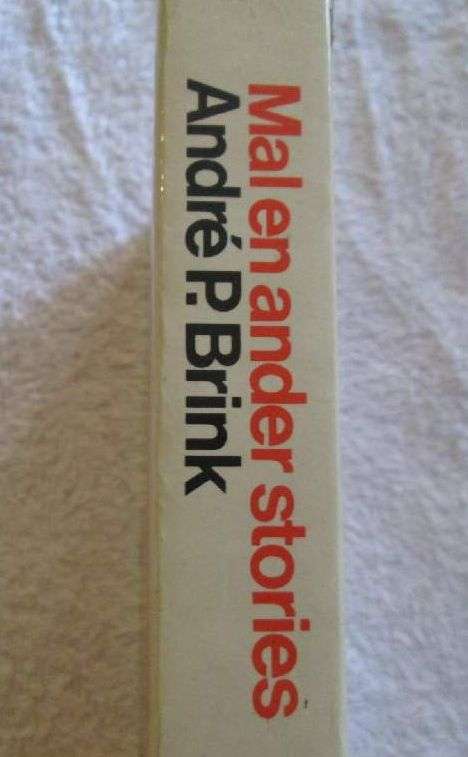 Mal en ander stories
André P. Brink